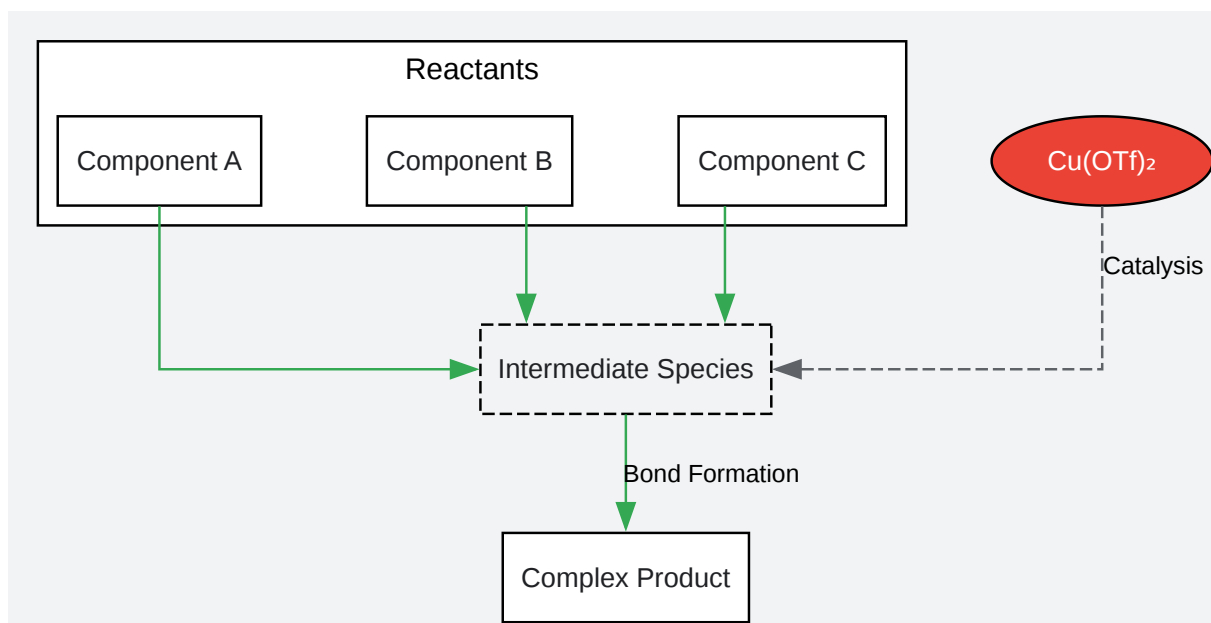 Reactants
Component A
Component B
Component C
Cu(OTf)₂
Catalysis
Intermediate Species
Bond Formation
Complex Product